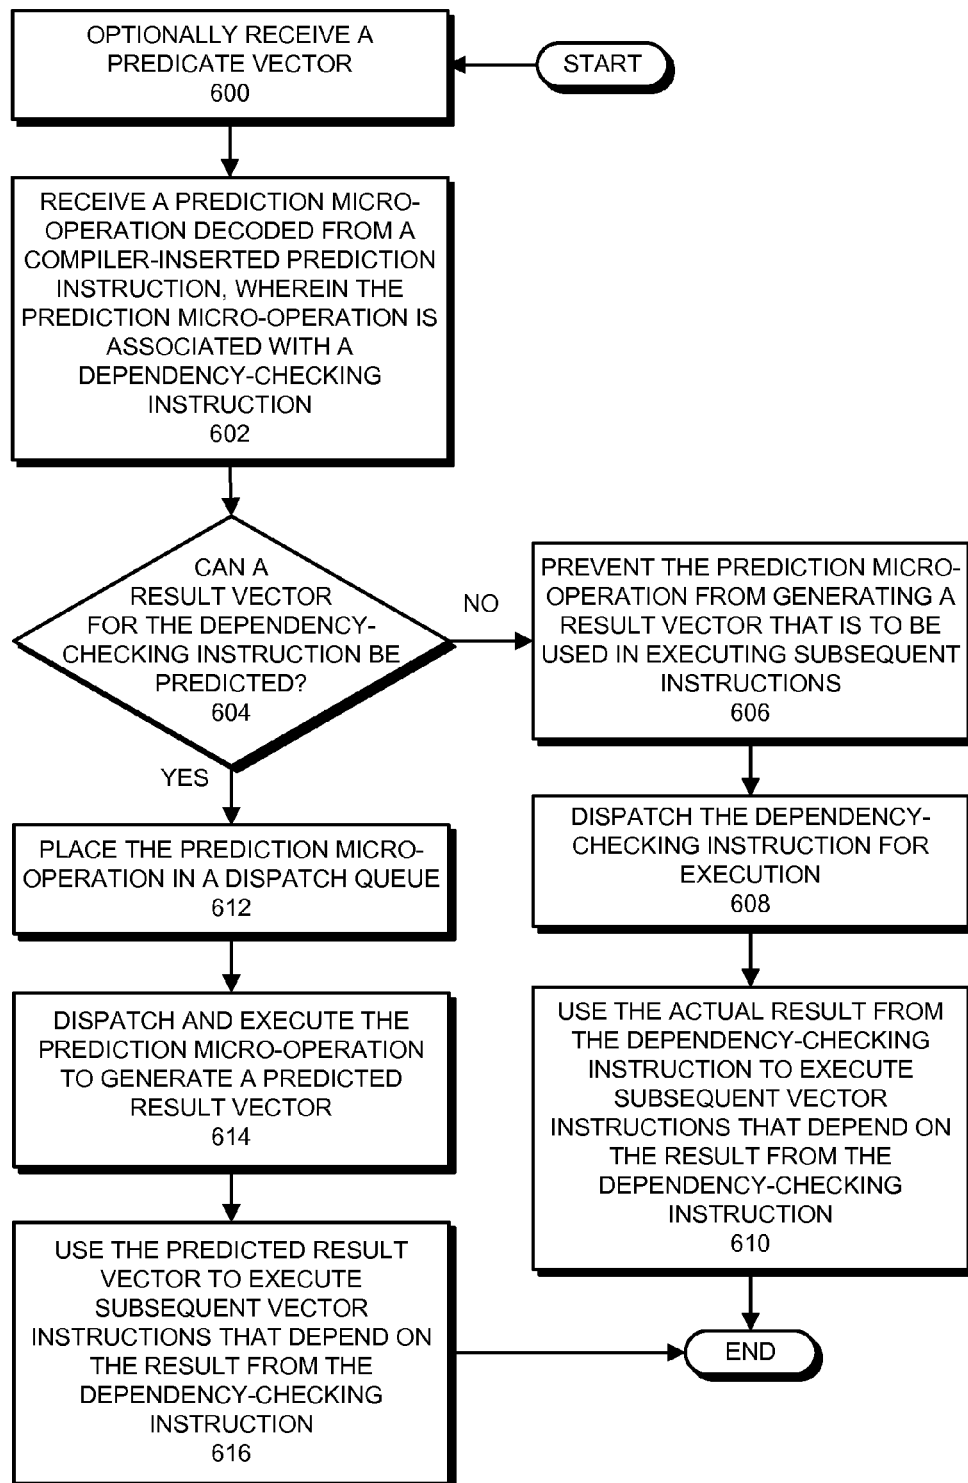 OPTIONALLY RECEIVE A
PREDICATE VECTOR
600
START
RECEIVE A PREDICTION MICRO-
OPERATION DECODED FROM A
COMPILER-INSERTED PREDICTION
INSTRUCTION, WHEREIN THE
PREDICTION MICRO-OPERATION IS
ASSOCIATED WITH A
DEPENDENCY-CHECKING
INSTRUCTION
602
CAN A
RESULT VECTOR
FOR THE DEPENDENCY-
CHECKING INSTRUCTION BE
PREDICTED?
604
NO
YES
PREVENT THE PREDICTION MICRO-
OPERATION FROM GENERATING A
RESULT VECTOR THAT IS TO BE
USED IN EXECUTING SUBSEQUENT
INSTRUCTIONS
606
DISPATCH THE DEPENDENCY-
CHECKING INSTRUCTION FOR
EXECUTION
608
USE THE ACTUAL RESULT FROM
THE DEPENDENCY-CHECKING
INSTRUCTION TO EXECUTE
SUBSEQUENT VECTOR
INSTRUCTIONS THAT DEPEND ON
THE RESULT FROM THE
DEPENDENCY-CHECKING
INSTRUCTION
610
PLACE THE PREDICTION MICRO-
OPERATION IN A DISPATCH QUEUE
612
DISPATCH AND EXECUTE THE
PREDICTION MICRO-OPERATION
TO GENERATE A PREDICTED
RESULT VECTOR
614
USE THE PREDICTED RESULT
VECTOR TO EXECUTE
SUBSEQUENT VECTOR
INSTRUCTIONS THAT DEPEND ON
THE RESULT FROM THE
DEPENDENCY-CHECKING
INSTRUCTION
616
END